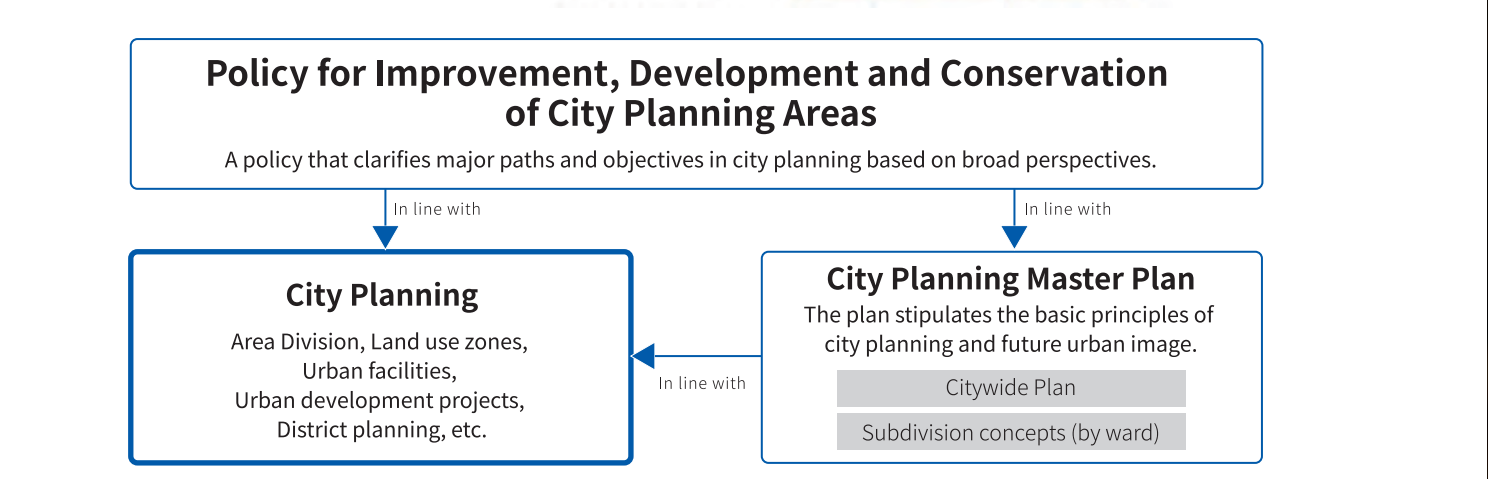 Policy for Improvement, Development and Conservation
of City Planning Areas
A policy that clarifies major paths and objectives in city planning based on broad perspectives.
In line with
In line with
City Planning
Area Division, Land use zones,
Urban facilities,
Urban development projects,
District planning, etc.
In line with
City Planning Master Plan
The plan stipulates the basic principles of
city planning and future urban image.
Citywide Plan
Subdivision concepts (by ward)